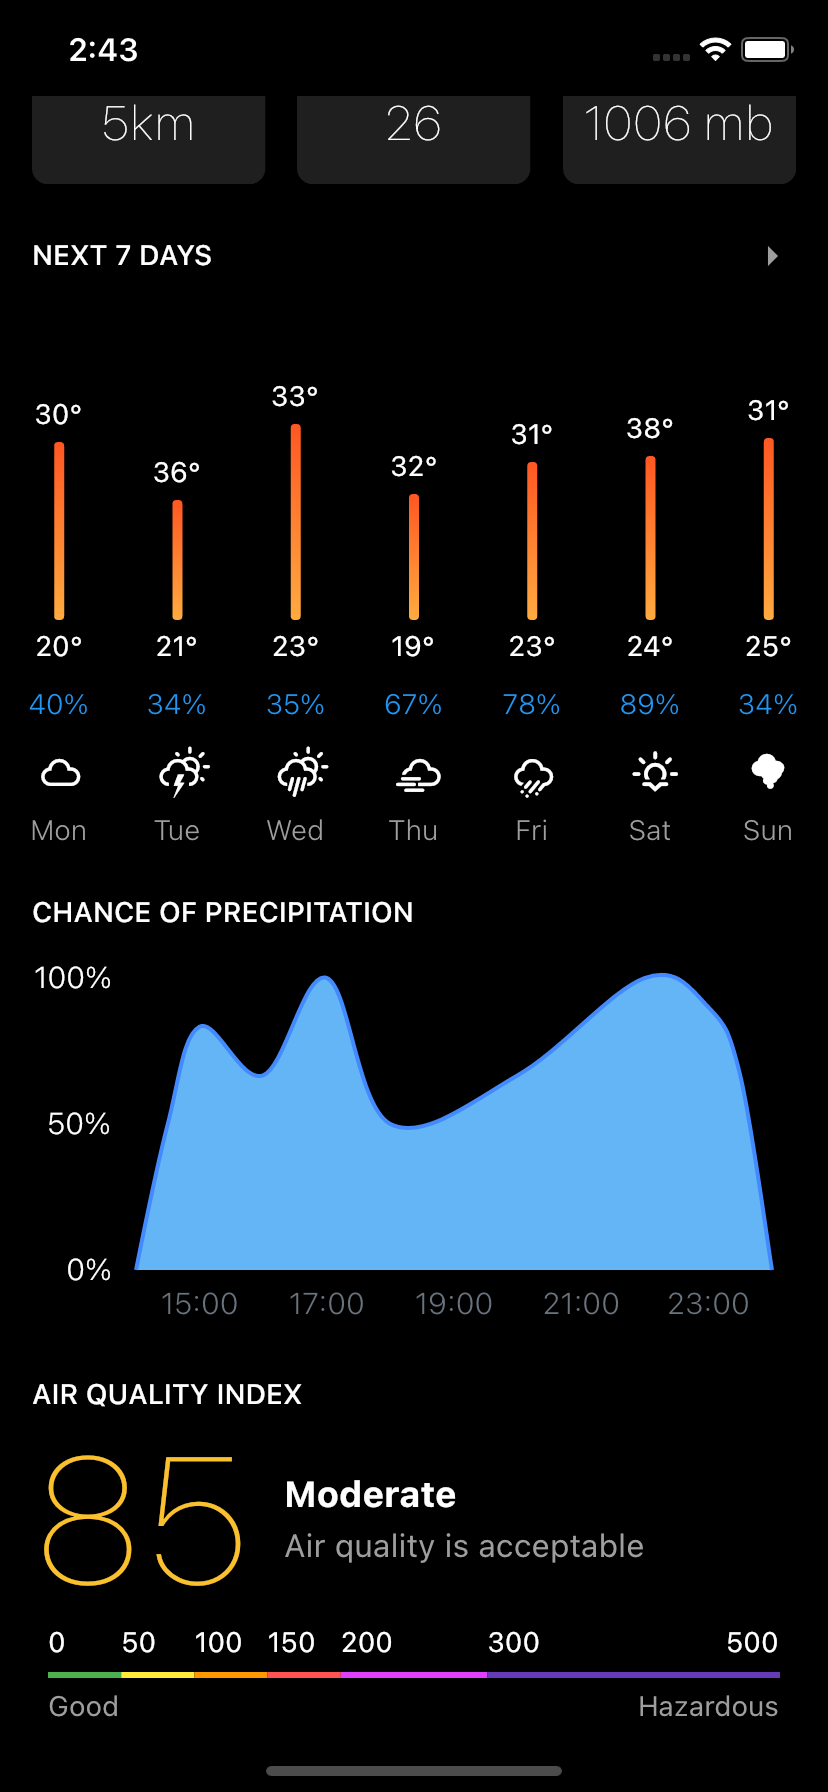 2:43
5km 26 1006 mb
NEXT 7 DAYS
30° 36° 33° 32° 31° 38° 31°
20° 21° 23° 19° 23° 24° 25°
40% 34% 35% 67% 78% 89% 34%
Mon Tue Wed Thu Fri Sat Sun
CHANCE OF PRECIPITATION
100%
50%
0%
15:00 17:00 19:00 21:00 23:00
AIR QUALITY INDEX
85
Moderate
Air quality is acceptable
0 50 100 150 200 300 500
Good Hazardous